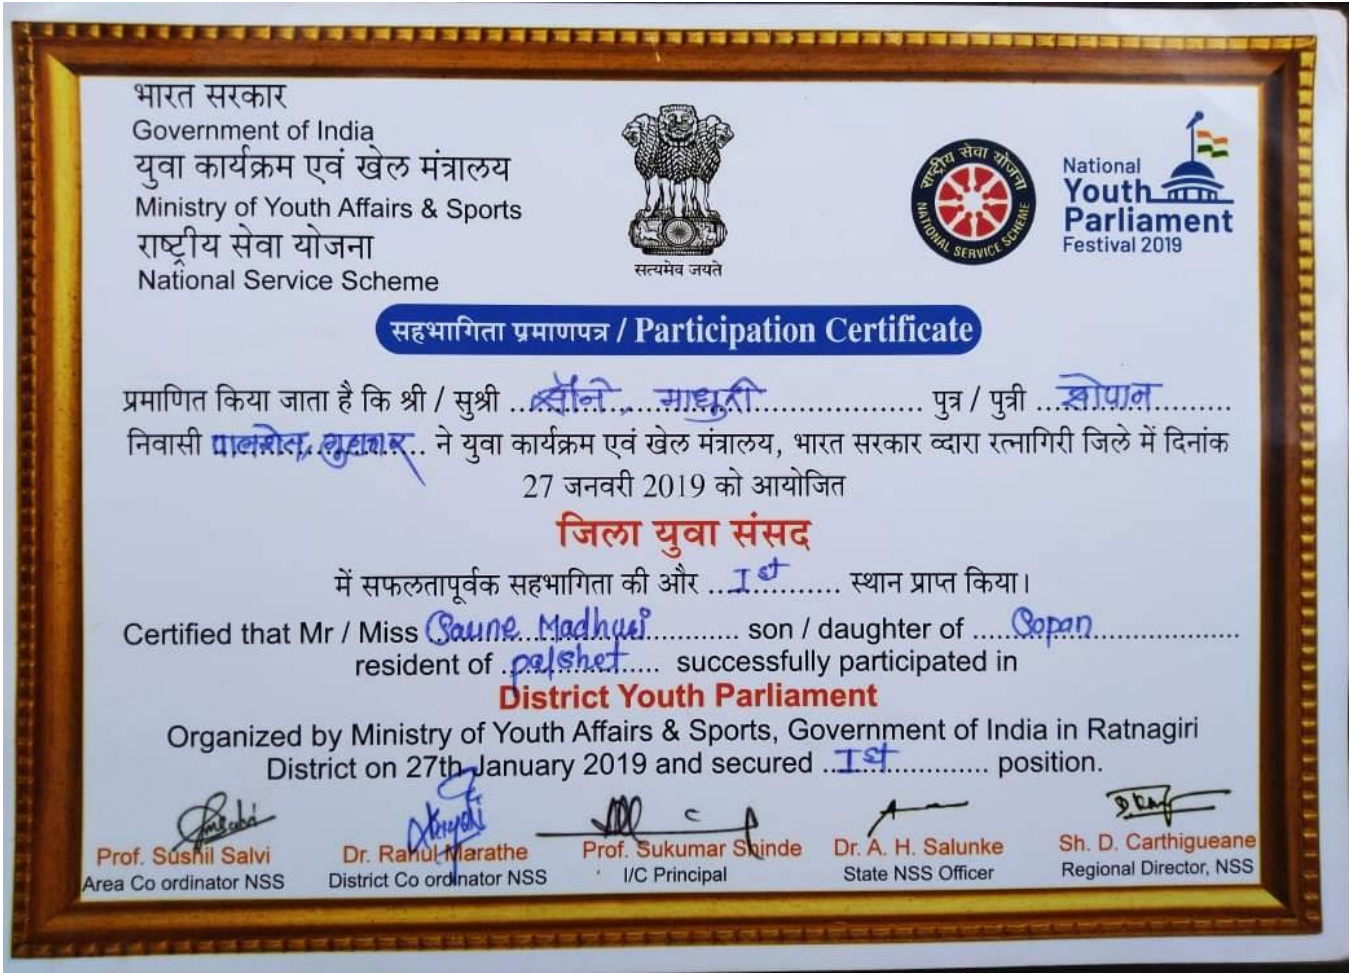 भारत सरकार
Government of India
युवा कार्यक्रम एवं खेल मंत्रालय
Ministry of Youth Affairs & Sports
राष्ट्रीय सेवा योजना
National Service Scheme
सत्यमेव जयते
राष्ट्रीय सेवा योजना
NATIONAL SERVICE SCHEME
National
Youth
Parliament
Festival 2019
सहभागिता प्रमाणपत्र / Participation Certificate
प्रमाणित किया जाता है कि श्री / सुश्री ... सौने, माधुरी ... पुत्र / पुत्री ... सोपान ...
निवासी पालशेत, गुहागर .. ने युवा कार्यक्रम एवं खेल मंत्रालय, भारत सरकार व्दारा रत्नागिरी जिले में दिनांक
27 जनवरी 2019 को आयोजित
जिला युवा संसद
में सफलतापूर्वक सहभागिता की और ... Ist ... स्थान प्राप्त किया।
Certified that Mr / Miss Saune Madhuri ... son / daughter of ... Sopan ...
resident of ... palshet ... successfully participated in
District Youth Parliament
Organized by Ministry of Youth Affairs & Sports, Government of India in Ratnagiri
District on 27th January 2019 and secured ... Ist ... position.
Prof. Sushil Salvi
Area Co ordinator NSS
Dr. Rahul Marathe
District Co ordinator NSS
Prof. Sukumar Shinde
I/C Principal
Dr. A. H. Salunke
State NSS Officer
Sh. D. Carthigueane
Regional Director, NSS